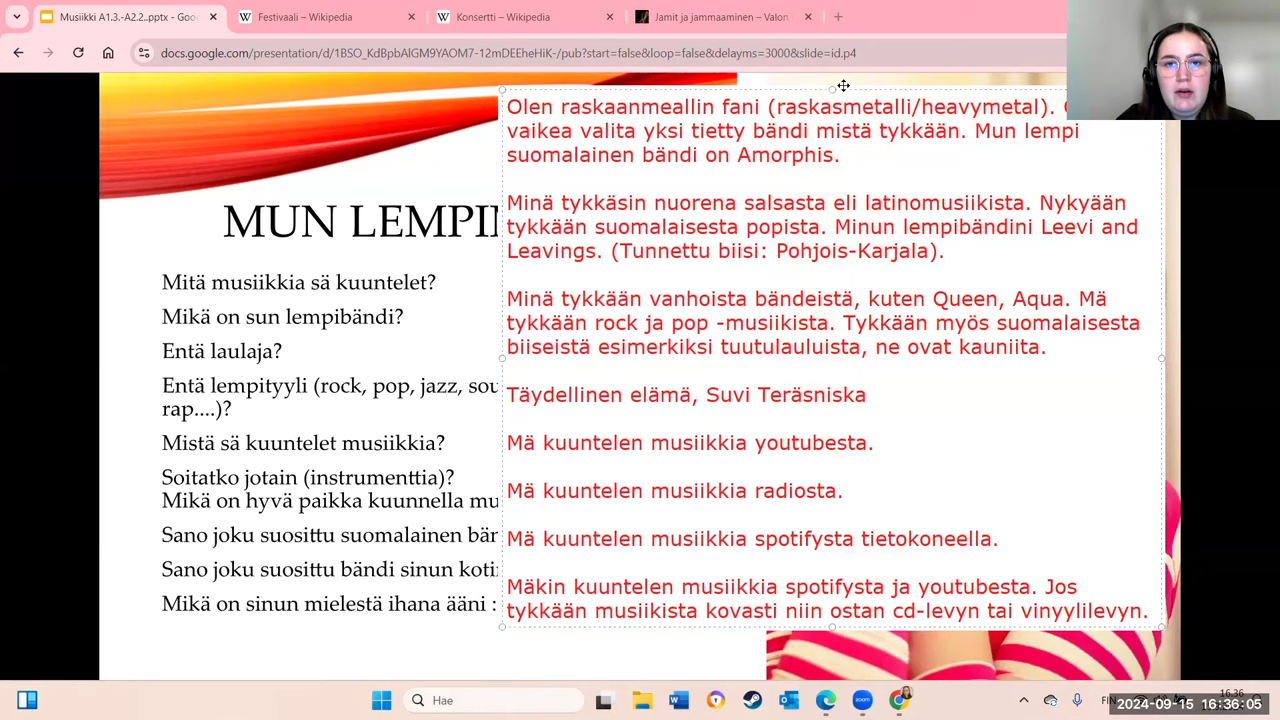 Musiikki A1.3.-A2.2..pptx - Goo
Festivaali – Wikipedia
Konsertti – Wikipedia
Jamit ja jammaaminen – Valon
docs.google.com/presentation/d/1BSO_KdBpbAlGM9YAOM7-12mDEEheHiK-/pub?start=false&loop=false&delayms=3000&slide=id.p4
MUN LEMPI
Mitä musiikkia sä kuuntelet?
Mikä on sun lempibändi?
Entä laulaja?
Entä lempityyli (rock, pop, jazz, sou
rap....)?
Mistä sä kuuntelet musiikkia?
Soitatko jotain (instrumenttia)?
Mikä on hyvä paikka kuunnella mu
Sano joku suosittu suomalainen bän
Sano joku suosittu bändi sinun koti
Mikä on sinun mielestä ihana ääni :
Olen raskaanmeallin fani (raskasmetalli/heavymetal).
vaikea valita yksi tietty bändi mistä tykkään. Mun lempi
suomalainen bändi on Amorphis.
Minä tykkäsin nuorena salsasta eli latinomusiikista. Nykyään
tykkään suomalaisesta popista. Minun lempibändini Leevi and
Leavings. (Tunnettu biisi: Pohjois-Karjala).
Minä tykkään vanhoista bändeistä, kuten Queen, Aqua. Mä
tykkään rock ja pop -musiikista. Tykkään myös suomalaisesta
biiseistä esimerkiksi tuutulauluista, ne ovat kauniita.
Täydellinen elämä, Suvi Teräsniska
Mä kuuntelen musiikkia youtubesta.
Mä kuuntelen musiikkia radiosta.
Mä kuuntelen musiikkia spotifysta tietokoneella.
Mäkin kuuntelen musiikkia spotifysta ja youtubesta. Jos
tykkään musiikista kovasti niin ostan cd-levyn tai vinyylilevyn.
Hae
FIN
16.36
2024-09-15 16:36:05